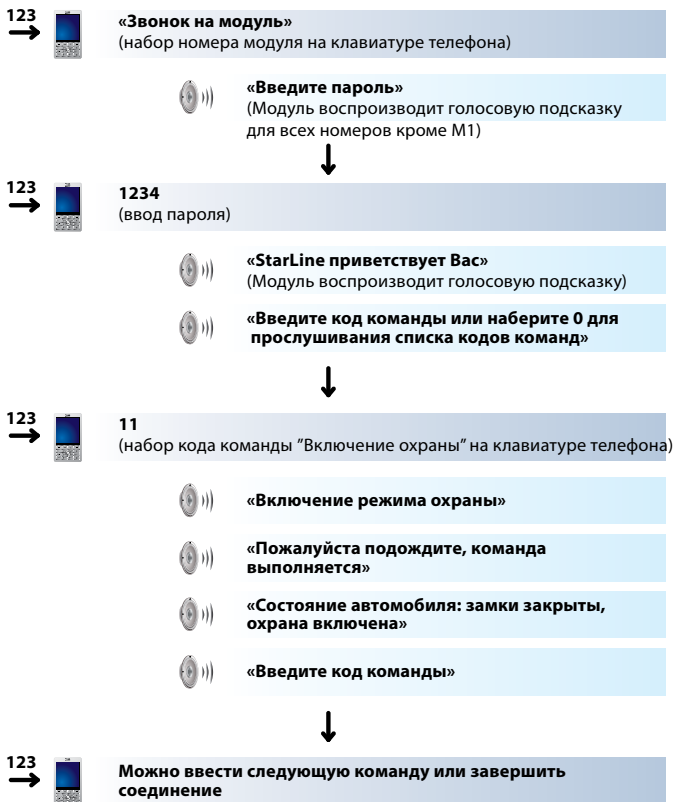 123
«Звонок на модуль»
(набор номера модуля на клавиатуре телефона)
«Введите пароль»
(Модуль воспроизводит голосовую подсказку
для всех номеров кроме М1)
123
1234
(ввод пароля)
«StarLine приветствует Вас»
(Модуль воспроизводит голосовую подсказку)
«Введите код команды или наберите 0 для
прослушивания списка кодов команд»
123
11
(набор кода команды ”Включение охраны” на клавиатуре телефона)
«Включение режима охраны»
«Пожалуйста подождите, команда
выполняется»
«Состояние автомобиля: замки закрыты,
охрана включена»
«Введите код команды»
123
Можно ввести следующую команду или завершить
соединение